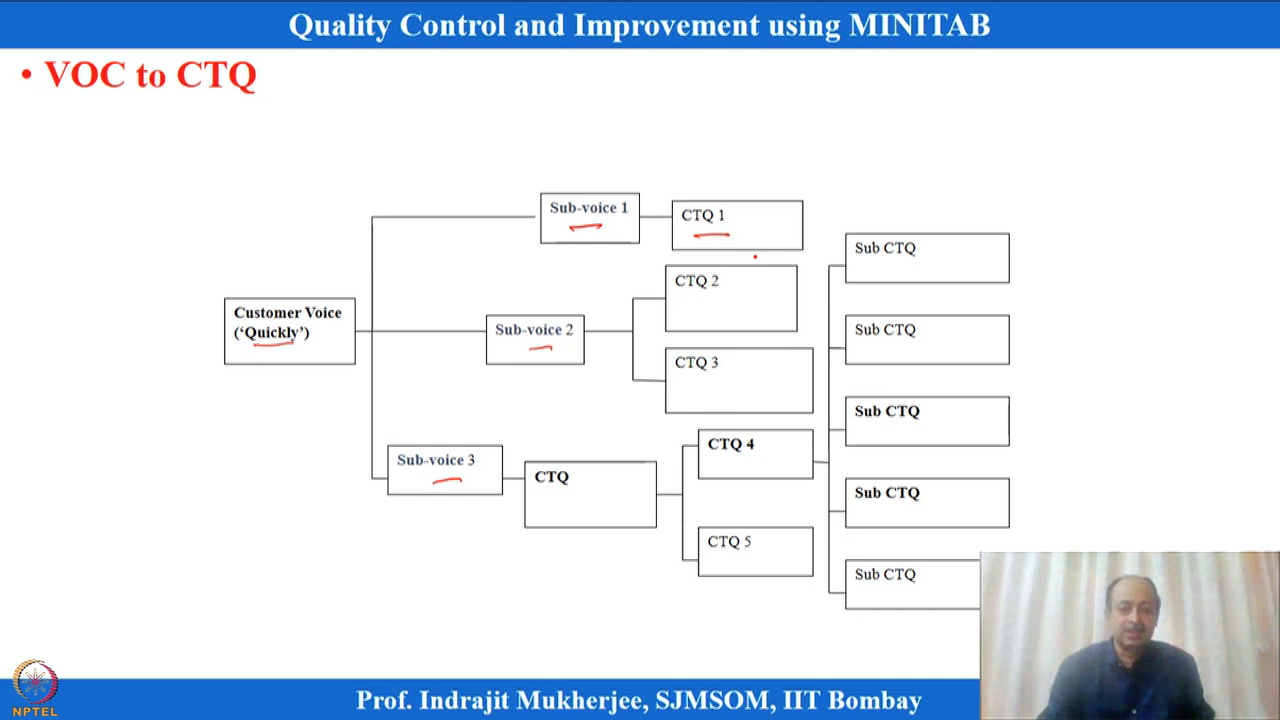 Quality Control and Improvement using MINITAB
• VOC to CTQ
Sub-voice 1
CTQ 1
Sub CTQ
CTQ 2
Customer Voice
(‘Quickly’)
Sub-voice 2
Sub CTQ
CTQ 3
Sub CTQ
CTQ 4
Sub-voice 3
CTQ
Sub CTQ
CTQ 5
Sub CTQ
NPTEL
Prof. Indrajit Mukherjee, SJMSOM, IIT Bombay